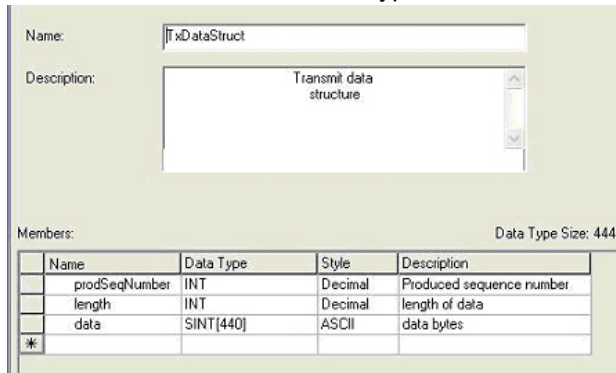 Name: TxDataStruct
Description: Transmit data
structure
Members: Data Type Size: 444
Name Data Type Style Description
prodSeqNumber INT Decimal Produced sequence number
length INT Decimal length of data
data SINT[440] ASCII data bytes
*